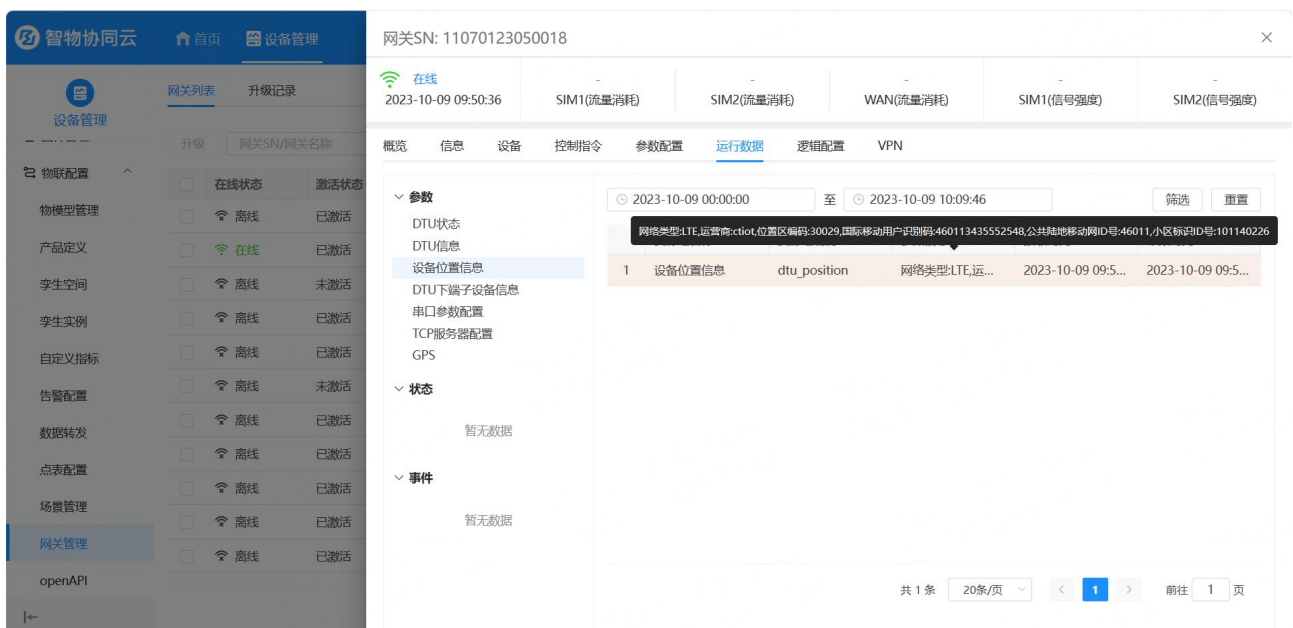 智物协同云
首页
设备管理
设备管理
物联配置
物模型管理
产品定义
孪生空间
孪生实例
自定义指标
告警配置
数据转发
点表配置
场景管理
网关管理
openAPI
网关列表 升级记录
升级 网关SN/网关名称
在线状态 激活状态
离线 已激活
在线 已激活
离线 未激活
离线 已激活
离线 已激活
离线 未激活
离线 已激活
离线 已激活
离线 已激活
离线 已激活
离线 已激活
网关SN: 11070123050018
在线 - - - - -
2023-10-09 09:50:36 SIM1(流量消耗) SIM2(流量消耗) WAN(流量消耗) SIM1(信号强度) SIM2(信号强度)
概览 信息 设备 控制指令 参数配置 运行数据 逻辑配置 VPN
参数
DTU状态
DTU信息
设备位置信息
DTU下端子设备信息
串口参数配置
TCP服务器配置
GPS
状态
暂无数据
事件
暂无数据
2023-10-09 00:00:00 至 2023-10-09 10:09:46 筛选 重置
网络类型:LTE,运营商:ctiot,位置区编码:30029,国际移动用户识别码:460113435552548,公共陆地移动网ID号:46011,小区标识ID号:101140226
1 设备位置信息 dtu_position 网络类型:LTE,运... 2023-10-09 09:5... 2023-10-09 09:5...
共 1 条 20条/页 1 前往 1 页